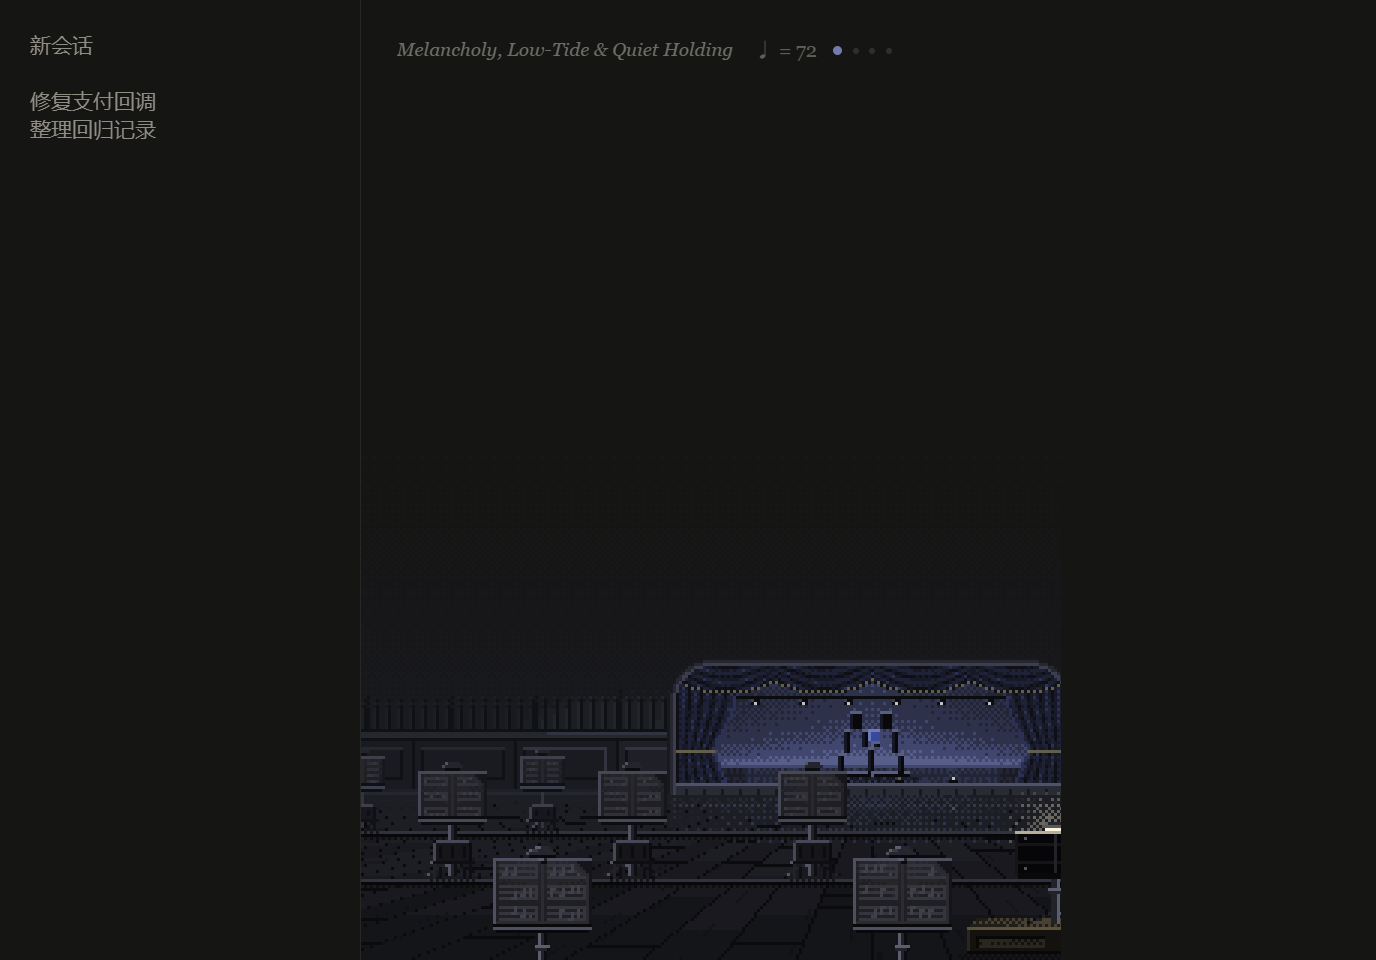 新会话
修复支付回调
整理回归记录
Melancholy, Low-Tide & Quiet Holding ♩ = 72